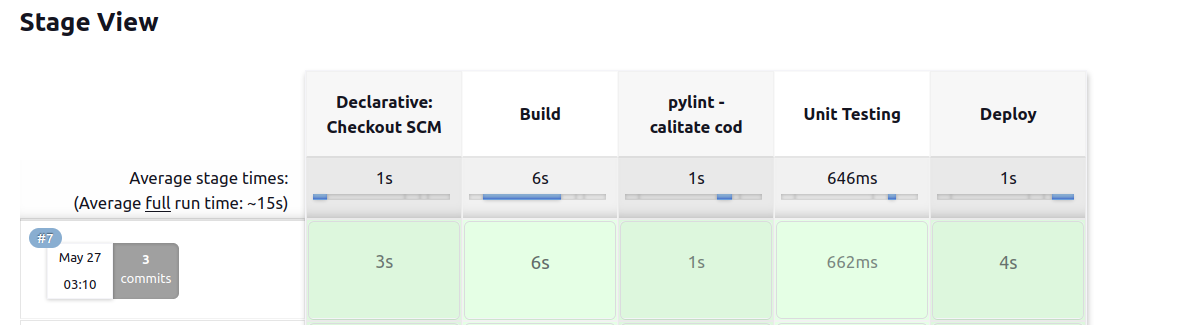 Stage View
Declarative:
Checkout SCM
Build
pylint -
calitate cod
Unit Testing
Deploy
Average stage times:
(Average full run time: ~15s)
1s
6s
1s
646ms
1s
#7
May 27
03:10
3
commits
3s
6s
1s
662ms
4s